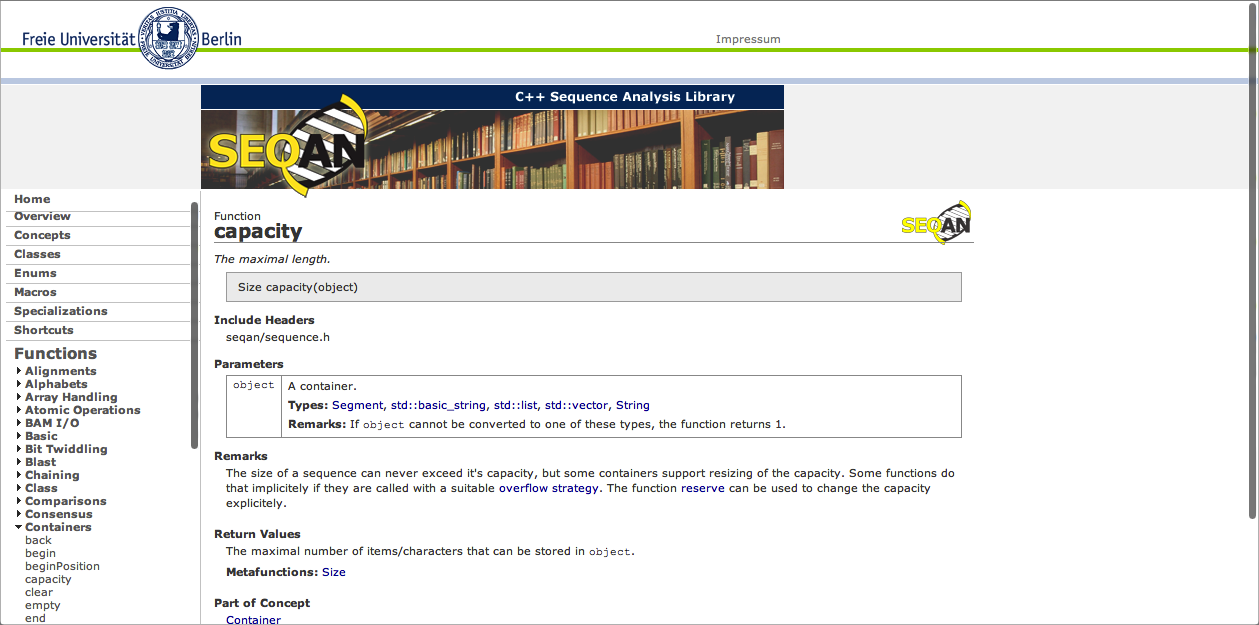 Freie Universität Berlin
Impressum
C++ Sequence Analysis Library
SEQAN
Home
Overview
Concepts
Classes
Enums
Macros
Specializations
Shortcuts
Functions
Alignments
Alphabets
Array Handling
Atomic Operations
BAM I/O
Basic
Bit Twiddling
Blast
Chaining
Class
Comparisons
Consensus
Containers
back
begin
beginPosition
capacity
clear
empty
end
Function
capacity
SEQAN
The maximal length.
Size capacity(object)
Include Headers
seqan/sequence.h
Parameters
object
A container.
Types: Segment, std::basic_string, std::list, std::vector, String
Remarks: If object cannot be converted to one of these types, the function returns 1.
Remarks
The size of a sequence can never exceed it's capacity, but some containers support resizing of the capacity. Some functions do
that implicitely if they are called with a suitable overflow strategy. The function reserve can be used to change the capacity
explicitely.
Return Values
The maximal number of items/characters that can be stored in object.
Metafunctions: Size
Part of Concept
Container